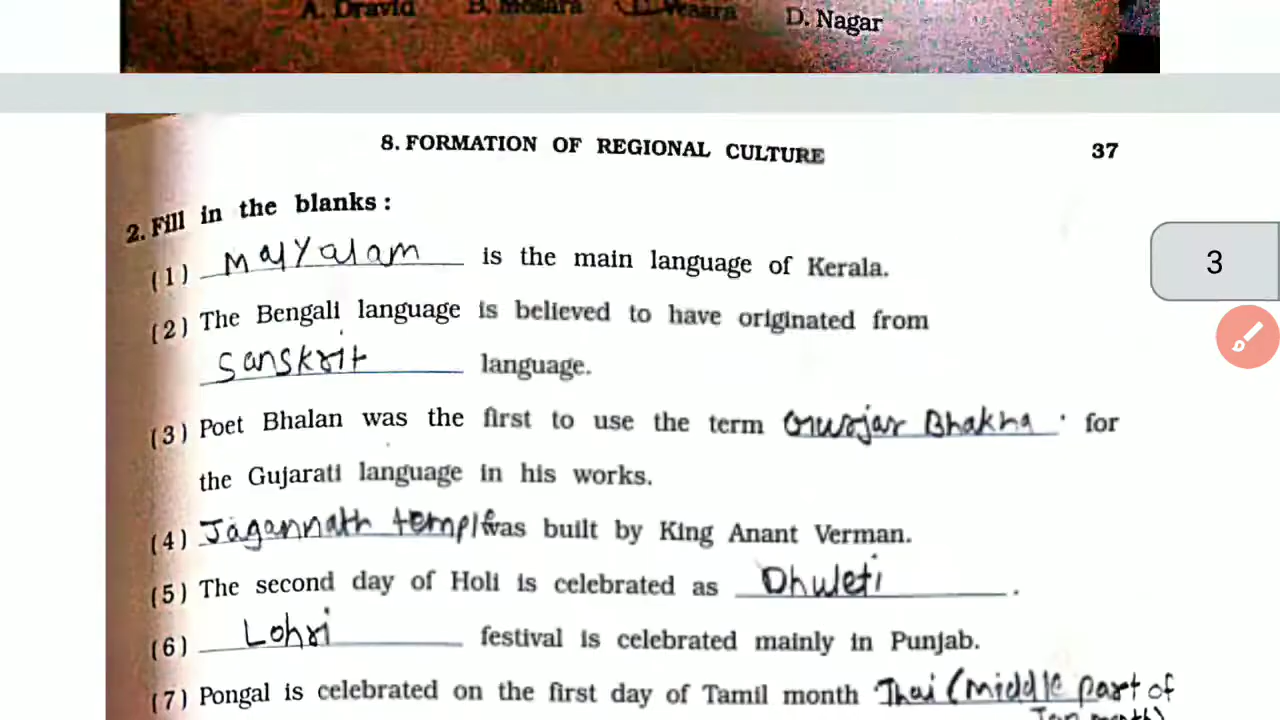 A. Dravid B. Mesara D. Nagar
8. FORMATION OF REGIONAL CULTURE 37
2. Fill in the blanks :
(1) Malyalam is the main language of Kerala.
3
(2) The Bengali language is believed to have originated from
Sanskrit language.
(3) Poet Bhalan was the first to use the term Gurjar Bhakha for
the Gujarati language in his works.
(4) Jagannath temple was built by King Anant Verman.
(5) The second day of Holi is celebrated as Dhuleti .
(6) Lohri festival is celebrated mainly in Punjab.
(7) Pongal is celebrated on the first day of Tamil month Thai (middle part of
Jan month)